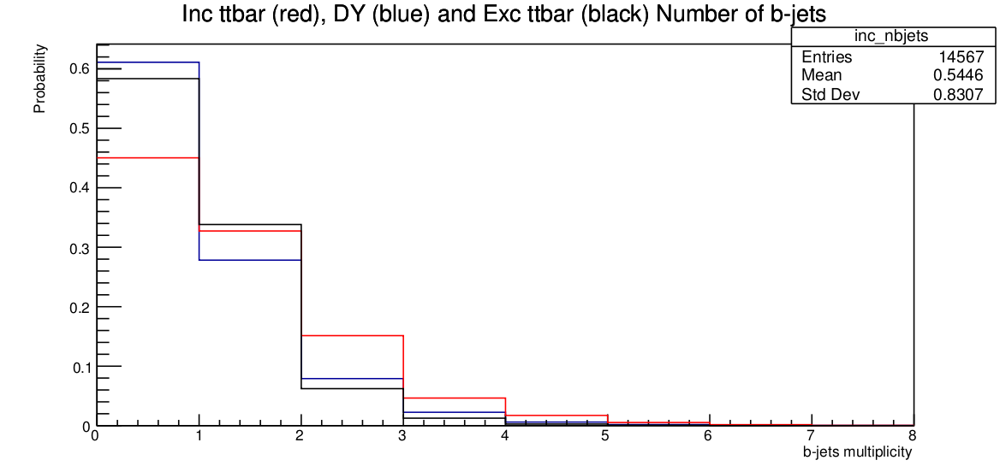 Inc ttbar (red), DY (blue) and Exc ttbar (black) Number of b-jets
inc_nbjets
Entries 14567
Mean 0.5446
Std Dev 0.8307
Probability
0.6
0.5
0.4
0.3
0.2
0.1
0
0 1 2 3 4 5 6 7 8
b-jets multiplicity